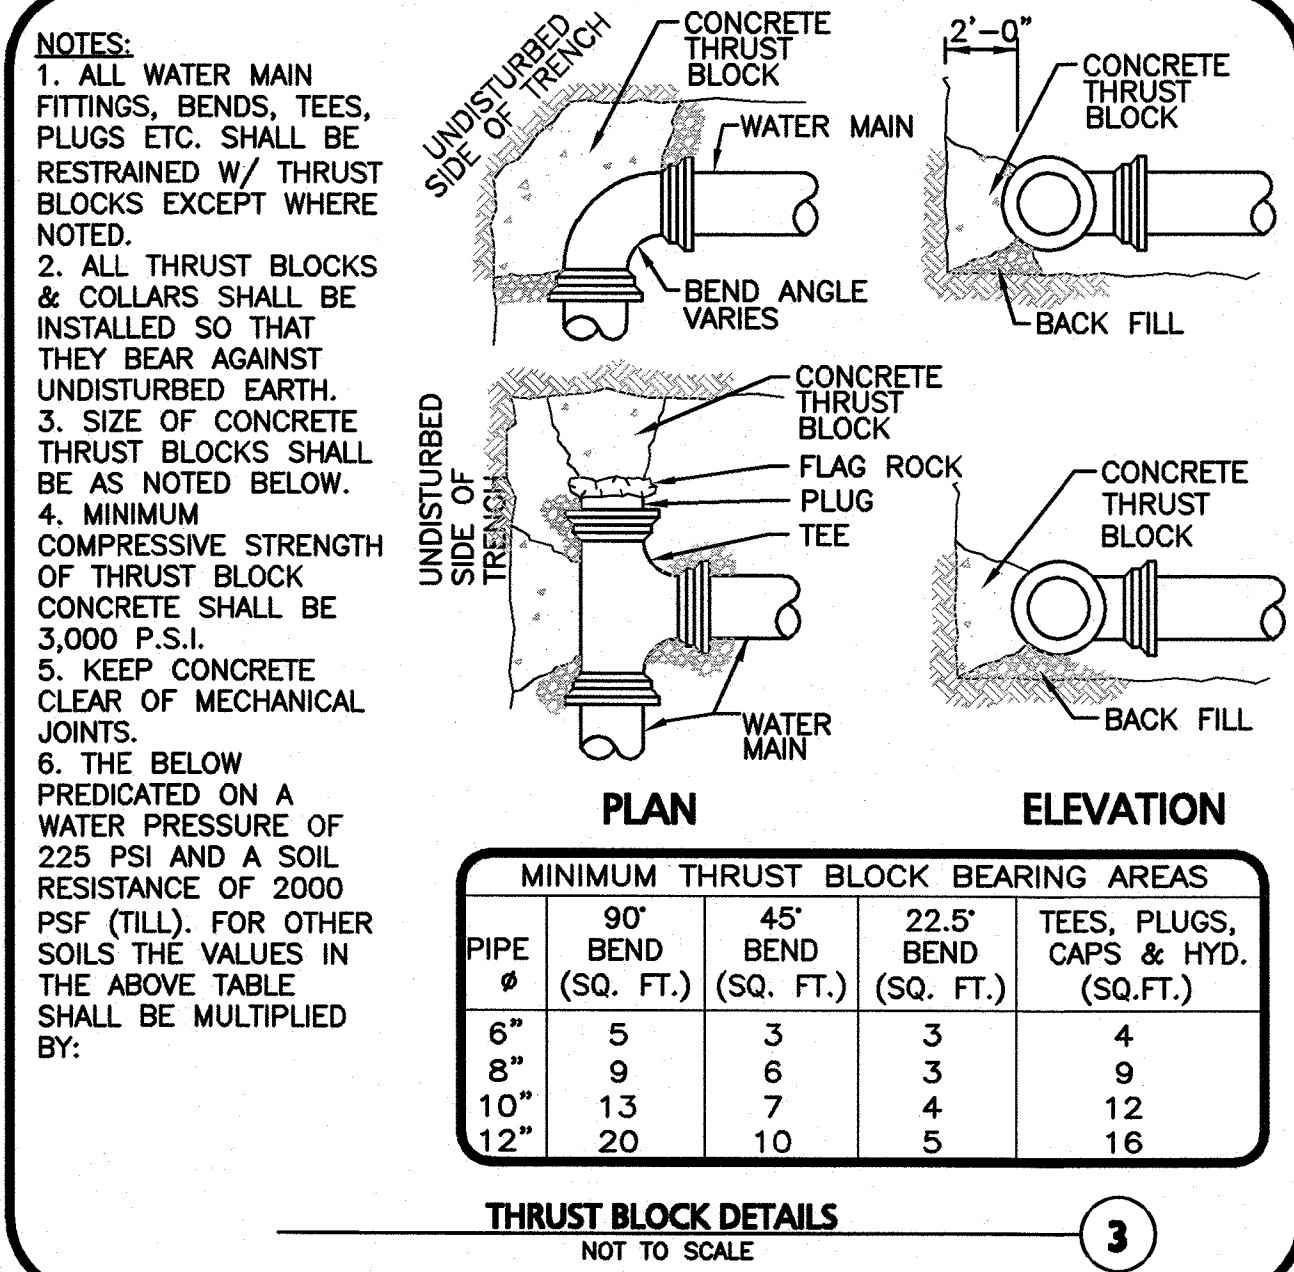 NOTES:
1. ALL WATER MAIN
FITTINGS, BENDS, TEES,
PLUGS ETC. SHALL BE
RESTRAINED W/ THRUST
BLOCKS EXCEPT WHERE
NOTED.
2. ALL THRUST BLOCKS
& COLLARS SHALL BE
INSTALLED SO THAT
THEY BEAR AGAINST
UNDISTURBED EARTH.
3. SIZE OF CONCRETE
THRUST BLOCKS SHALL
BE AS NOTED BELOW.
4. MINIMUM
COMPRESSIVE STRENGTH
OF THRUST BLOCK
CONCRETE SHALL BE
3,000 P.S.I.
5. KEEP CONCRETE
CLEAR OF MECHANICAL
JOINTS.
6. THE BELOW
PREDICATED ON A
WATER PRESSURE OF
225 PSI AND A SOIL
RESISTANCE OF 2000
PSF (TILL). FOR OTHER
SOILS THE VALUES IN
THE ABOVE TABLE
SHALL BE MULTIPLIED
BY:
UNDISTURBED
SIDE OF TRENCH
CONCRETE
THRUST
BLOCK
WATER MAIN
BEND ANGLE
VARIES
2'-0"
CONCRETE
THRUST
BLOCK
BACK FILL
UNDISTURBED
SIDE OF
TRENCH
CONCRETE
THRUST
BLOCK
FLAG ROCK
PLUG
TEE
WATER
MAIN
CONCRETE
THRUST
BLOCK
BACK FILL
PLAN
ELEVATION
MINIMUM THRUST BLOCK BEARING AREAS
PIPE
ø
90°
BEND
(SQ. FT.)
45°
BEND
(SQ. FT.)
22.5°
BEND
(SQ. FT.)
TEES, PLUGS,
CAPS & HYD.
(SQ.FT.)
6" 5 3 3 4
8" 9 6 3 9
10" 13 7 4 12
12" 20 10 5 16
THRUST BLOCK DETAILS
NOT TO SCALE
3